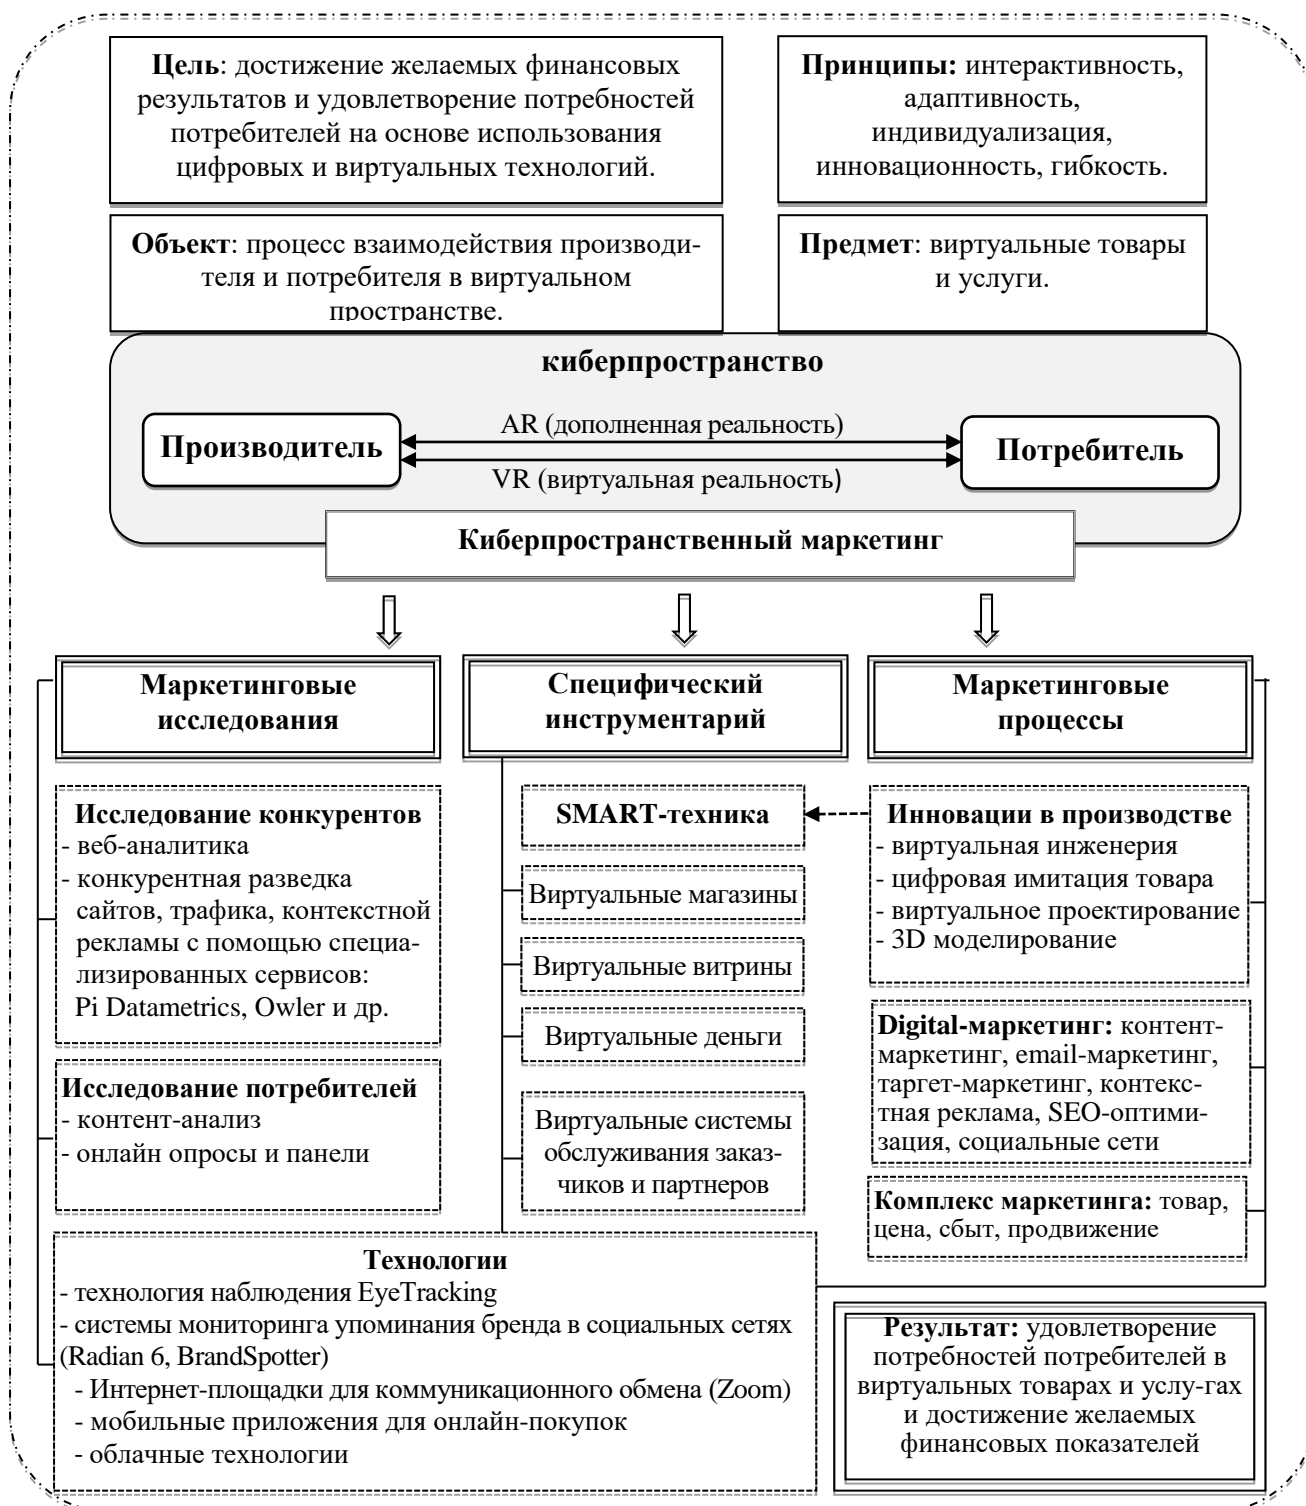 Цель: достижение желаемых финансовых
результатов и удовлетворение потребностей
потребителей на основе использования
цифровых и виртуальных технологий.
Принципы: интерактивность,
адаптивность,
индивидуализация,
инновационность, гибкость.
Объект: процесс взаимодействия производи-
теля и потребителя в виртуальном
пространстве.
Предмет: виртуальные товары
и услуги.
киберпространство
Производитель
AR (дополненная реальность)
VR (виртуальная реальность)
Потребитель
Киберпространственный маркетинг
Маркетинговые
исследования
Специфический
инструментарий
Маркетинговые
процессы
Исследование конкурентов
- веб-аналитика
- конкурентная разведка
сайтов, трафика, контекстной
рекламы с помощью специа-
лизированных сервисов:
Pi Datametrics, Owler и др.
Исследование потребителей
- контент-анализ
- онлайн опросы и панели
SMART-техника
Виртуальные магазины
Виртуальные витрины
Виртуальные деньги
Виртуальные системы
обслуживания заказ-
чиков и партнеров
Инновации в производстве
- виртуальная инженерия
- цифровая имитация товара
- виртуальное проектирование
- 3D моделирование
Digital-маркетинг: контент-
маркетинг, email-маркетинг,
таргет-маркетинг, контекс-
тная реклама, SEO-оптими-
зация, социальные сети
Комплекс маркетинга: товар,
цена, сбыт, продвижение
Технологии
- технология наблюдения EyeTracking
- системы мониторинга упоминания бренда в социальных сетях
(Radian 6, BrandSpotter)
- Интернет-площадки для коммуникационного обмена (Zoom)
- мобильные приложения для онлайн-покупок
- облачные технологии
Результат: удовлетворение
потребностей потребителей в
виртуальных товарах и услу-гах
и достижение желаемых
финансовых показателей